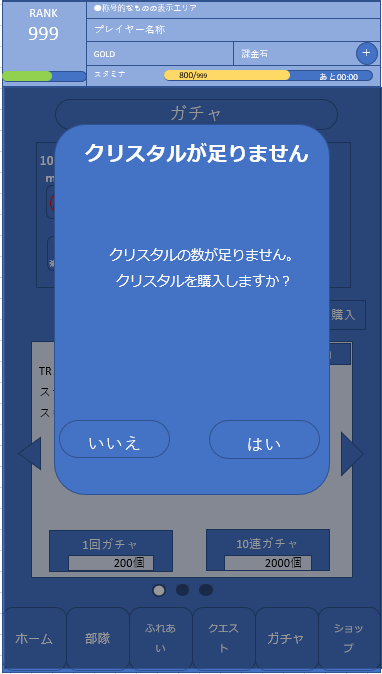 RANK
999
●称号的なものの表示エリア
プレイヤー名称
GOLD
課金石
+
スタミナ
800/999
あと00:00
ガチャ
10
m
クリスタルが足りません
クリスタルの数が足りません。
クリスタルを購入しますか？
購入
TR
ス
ス
いいえ
はい
1回ガチャ
200個
10連ガチャ
2000個
ホーム
部隊
ふれあ
い
クエス
ト
ガチャ
ショッ
プ